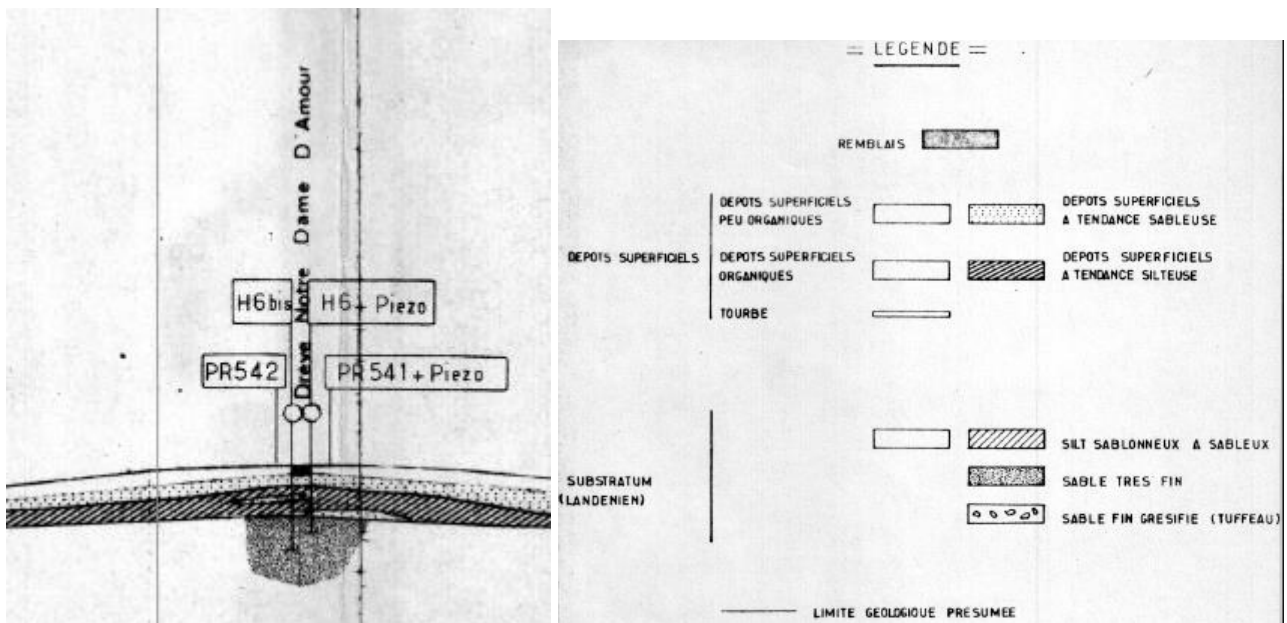 Drève Notre Dame D'Amour
H6bis
H6+ Piezo
PR542
PR541+Piezo
= LEGENDE =
REMBLAIS
DEPOTS SUPERFICIELS
DEPOTS SUPERFICIELS
PEU ORGANIQUES
DEPOTS SUPERFICIELS
A TENDANCE SABLEUSE
DEPOTS SUPERFICIELS
ORGANIQUES
DEPOTS SUPERFICIELS
A TENDANCE SILTEUSE
TOURBE
SUBSTRATUM
(LANDENIEN)
SILT SABLONNEUX A SABLEUX
SABLE TRES FIN
SABLE FIN GRESIFIE (TUFFEAU)
LIMITE GEOLOGIQUE PRESUMEE